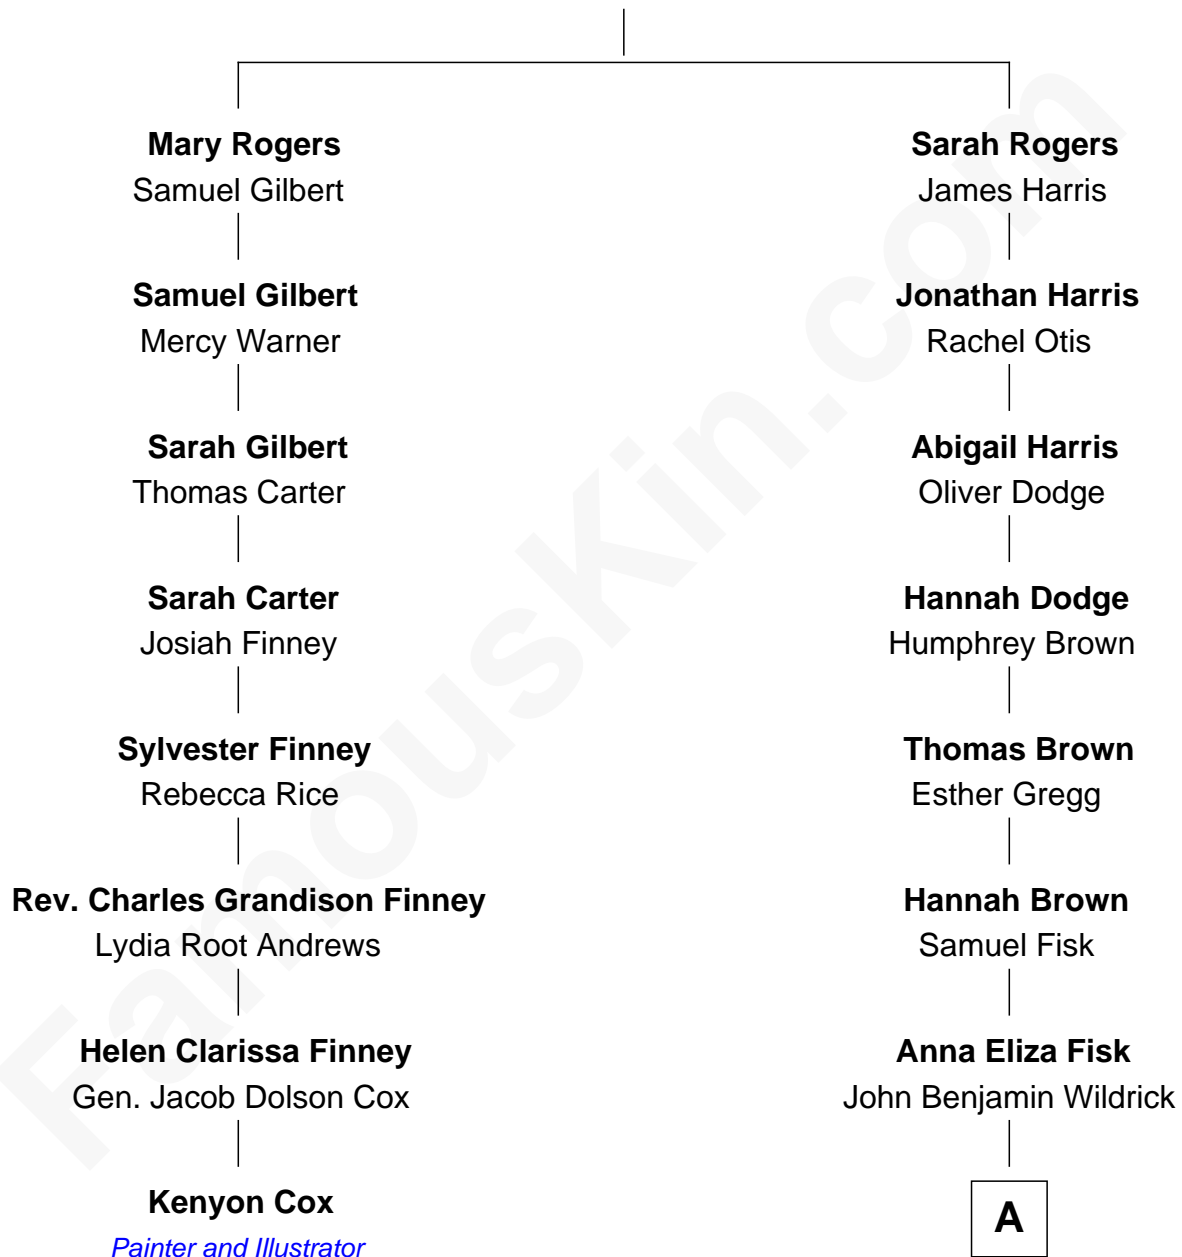 Mary Rogers
Samuel Gilbert
Samuel Gilbert
Mercy Warner
Sarah Gilbert
Thomas Carter
Sarah Carter
Josiah Finney
Sylvester Finney
Rebecca Rice
Rev. Charles Grandison Finney
Lydia Root Andrews
Helen Clarissa Finney
Gen. Jacob Dolson Cox
Kenyon Cox
Painter and Illustrator
Sarah Rogers
James Harris
Jonathan Harris
Rachel Otis
Abigail Harris
Oliver Dodge
Hannah Dodge
Humphrey Brown
Thomas Brown
Esther Gregg
Hannah Brown
Samuel Fisk
Anna Eliza Fisk
John Benjamin Wildrick
A
FamousKin.com